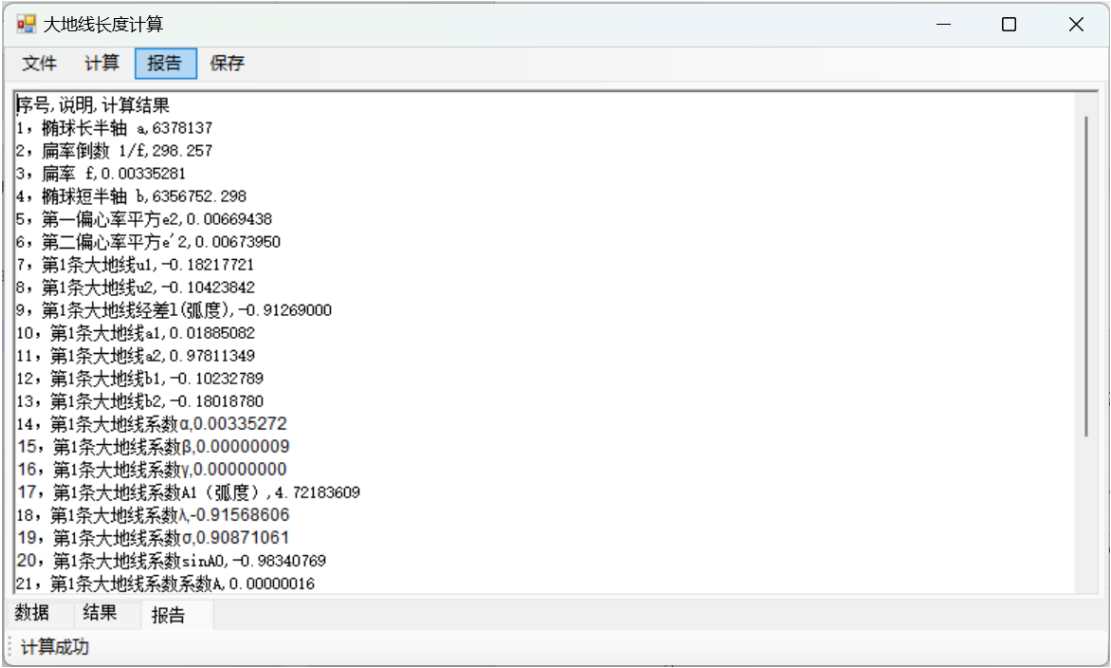 大地线长度计算
文件 计算 报告 保存
序号,说明,计算结果
1，椭球长半轴 a,6378137
2，扁率倒数 1/f,298.257
3，扁率 f,0.00335281
4，椭球短半轴 b,6356752.298
5，第一偏心率平方e2,0.00669438
6，第二偏心率平方e'2,0.00673950
7，第1条大地线u1,-0.18217721
8，第1条大地线u2,-0.10423842
9，第1条大地线经差l(弧度),-0.91269000
10，第1条大地线a1,0.01885082
11，第1条大地线a2,0.97811349
12，第1条大地线b1,-0.10232789
13，第1条大地线b2,-0.18018780
14，第1条大地线系数α,0.00335272
15，第1条大地线系数β,0.00000009
16，第1条大地线系数γ,0.00000000
17，第1条大地线系数A1（弧度）,4.72183609
18，第1条大地线系数λ,-0.91568606
19，第1条大地线系数σ,0.90871061
20，第1条大地线系数sinA0,-0.98340769
21，第1条大地线系数系数A,0.00000016
数据 结果 报告
计算成功